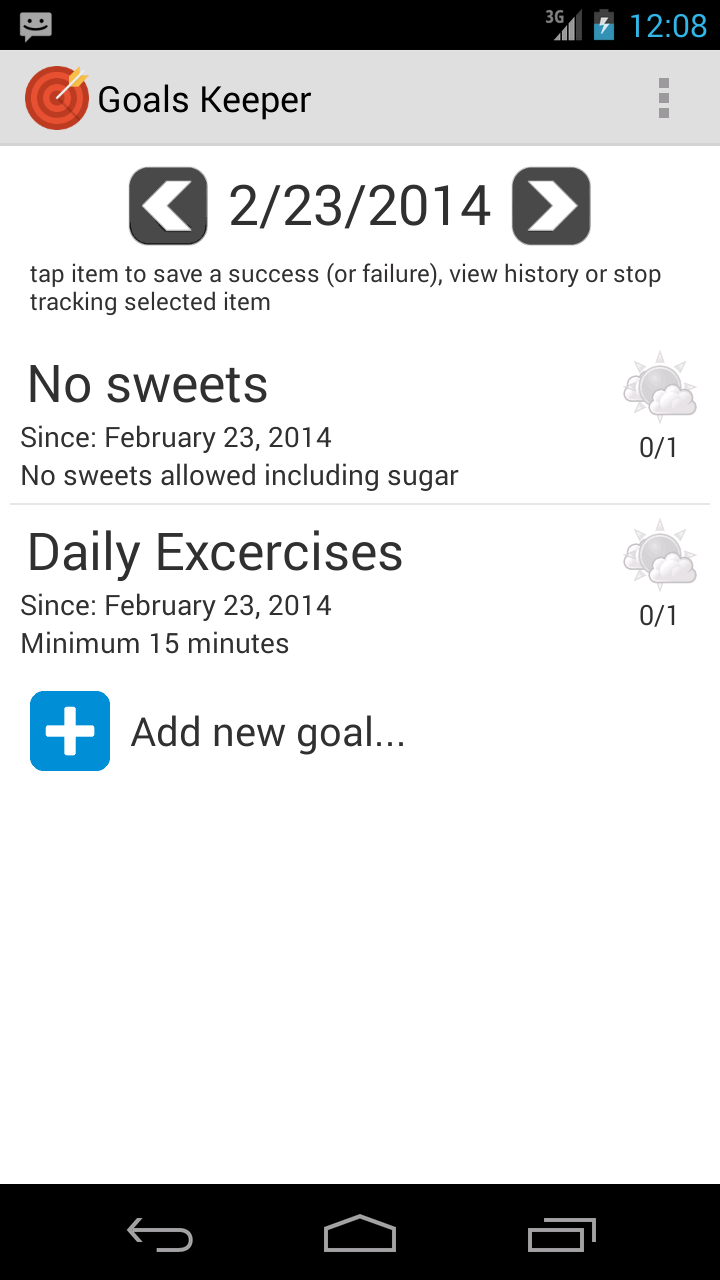 3G 12:08
Goals Keeper
2/23/2014
tap item to save a success (or failure), view history or stop
tracking selected item
No sweets
Since: February 23, 2014
0/1
No sweets allowed including sugar
Daily Excercises
Since: February 23, 2014
0/1
Minimum 15 minutes
Add new goal...